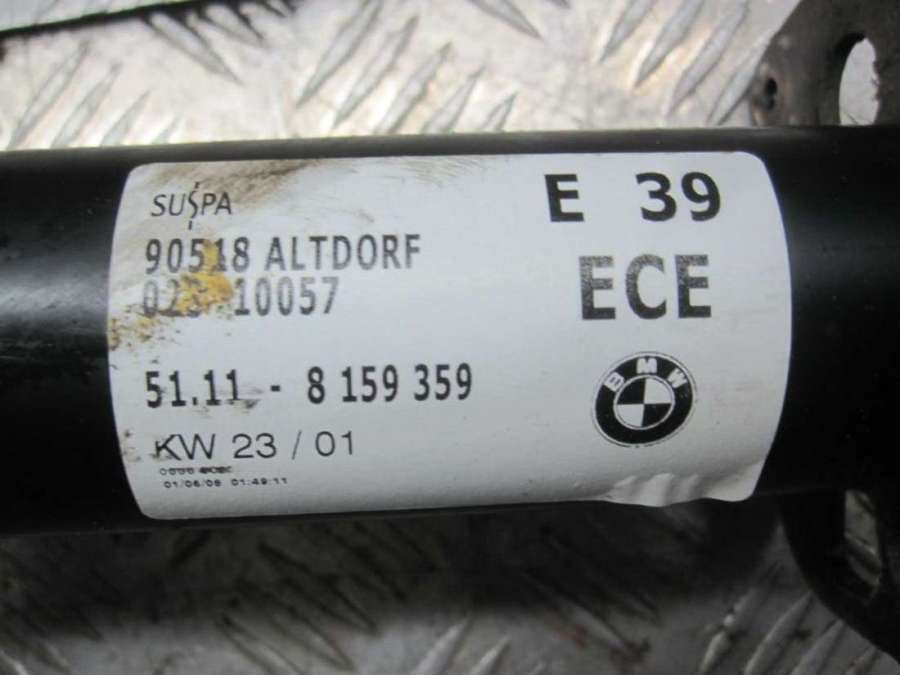 SUSPA
E 39
90518 ALTDORF
ECE
10057
51.11 - 8 159 359
BMW
KW 23 / 01
01/06/08 01:49:11